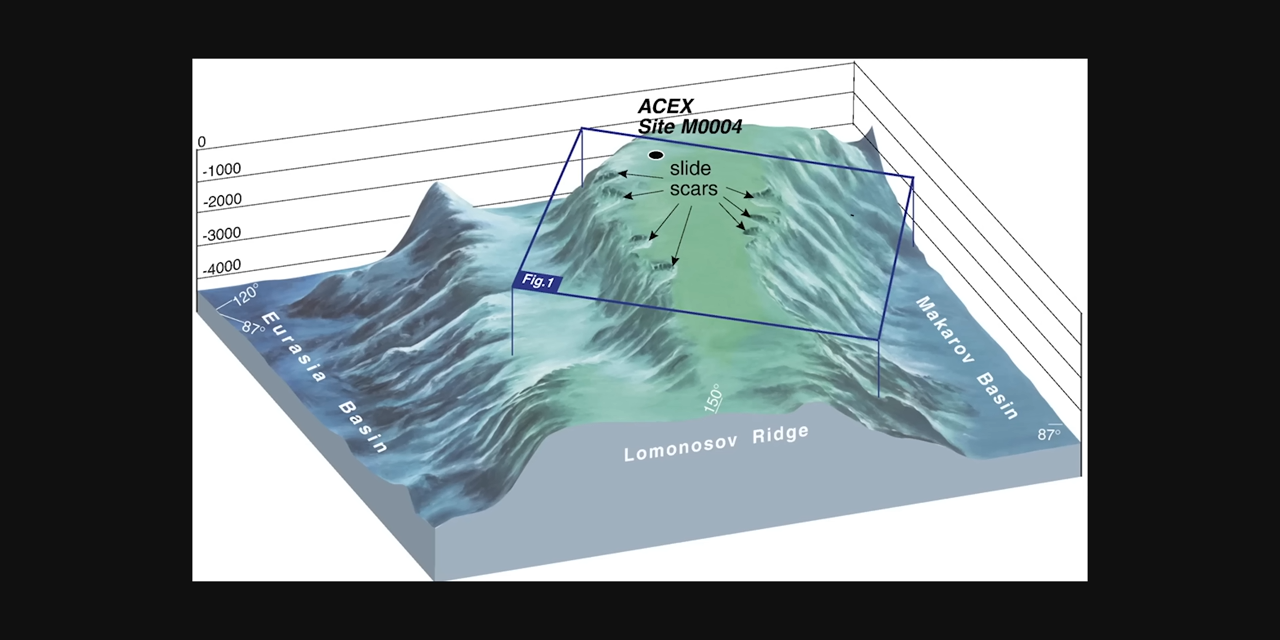 ACEX
Site M0004
0
-1000
-2000
-3000
-4000
slide
scars
Fig.1
120°
87°
Eurasia Basin
Makarov Basin
150°
Lomonosov Ridge
87°